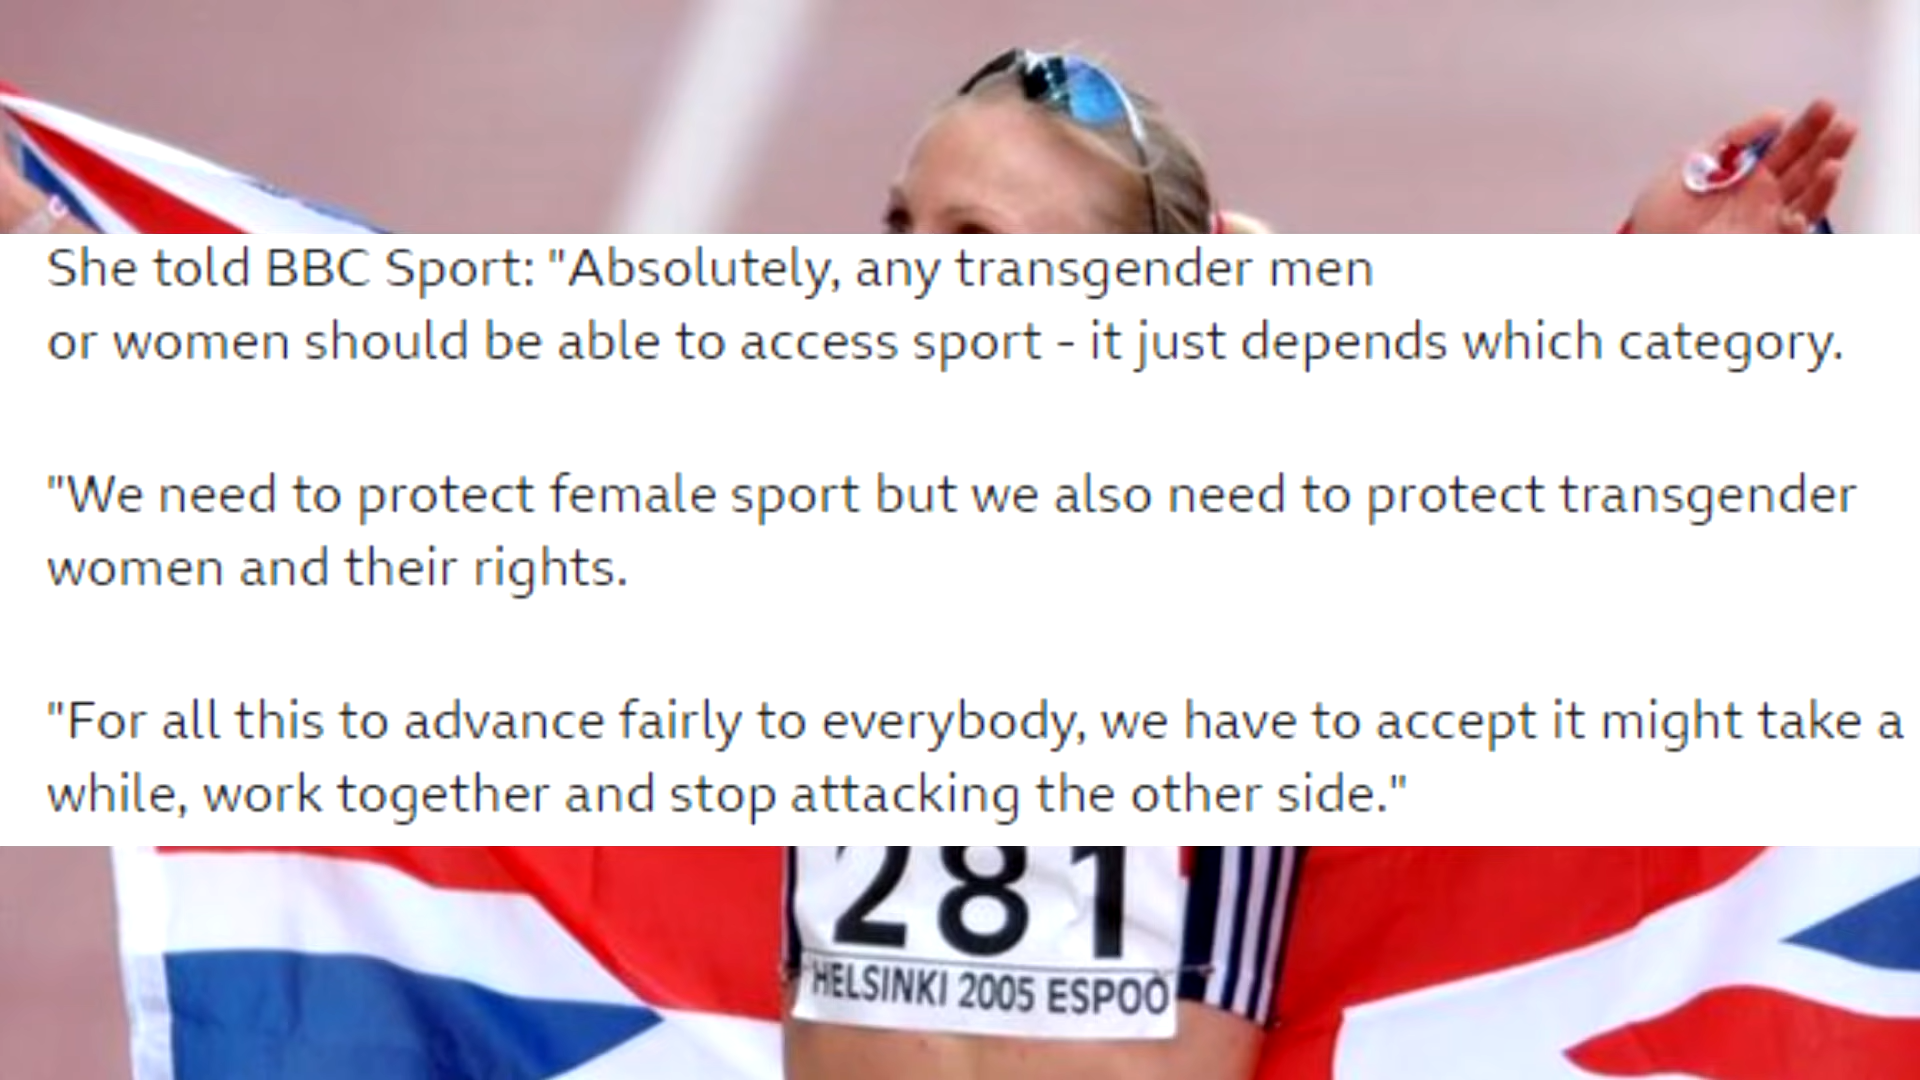 She told BBC Sport: "Absolutely, any transgender men
or women should be able to access sport - it just depends which category.
"We need to protect female sport but we also need to protect transgender
women and their rights.
"For all this to advance fairly to everybody, we have to accept it might take a
while, work together and stop attacking the other side."
281
HELSINKI 2005 ESPOO